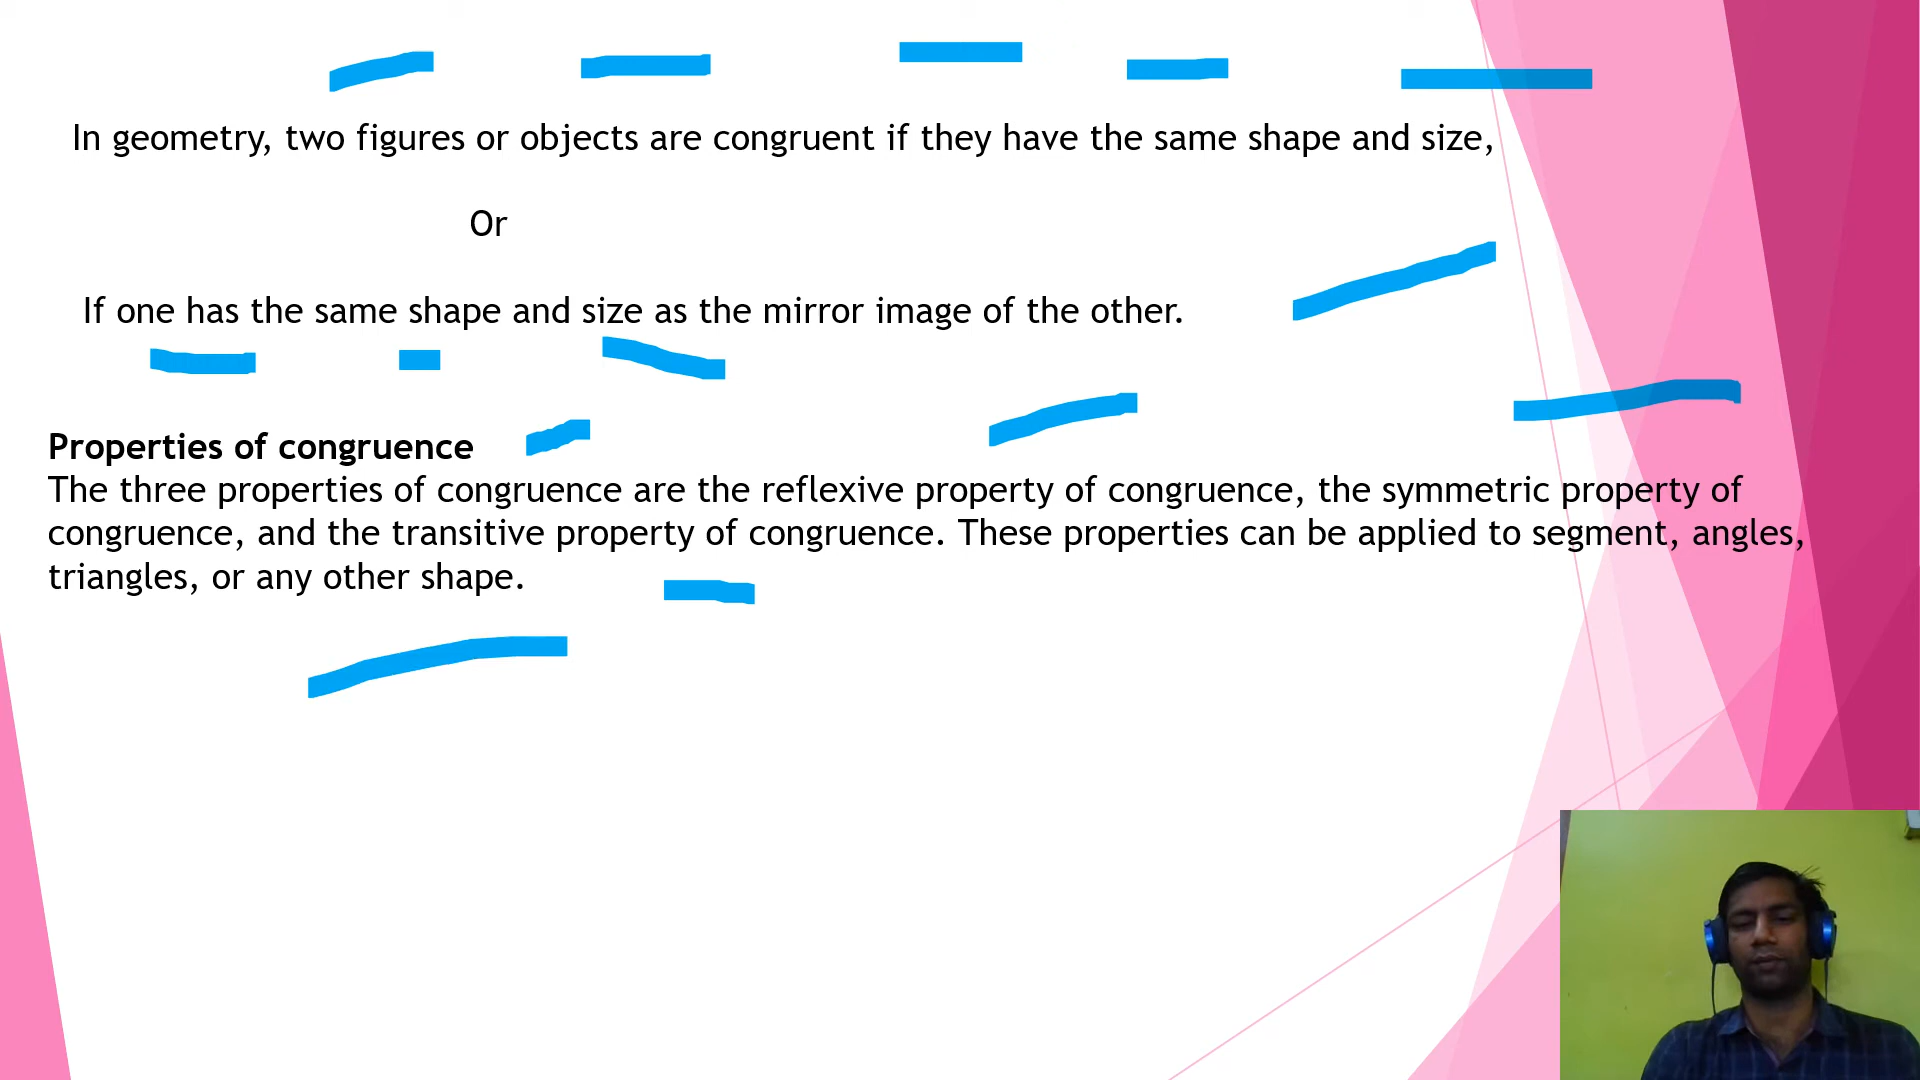 In geometry, two figures or objects are congruent if they have the same shape and size,
Or
If one has the same shape and size as the mirror image of the other.
Properties of congruence
The three properties of congruence are the reflexive property of congruence, the symmetric property of
congruence, and the transitive property of congruence. These properties can be applied to segment, angles,
triangles, or any other shape.